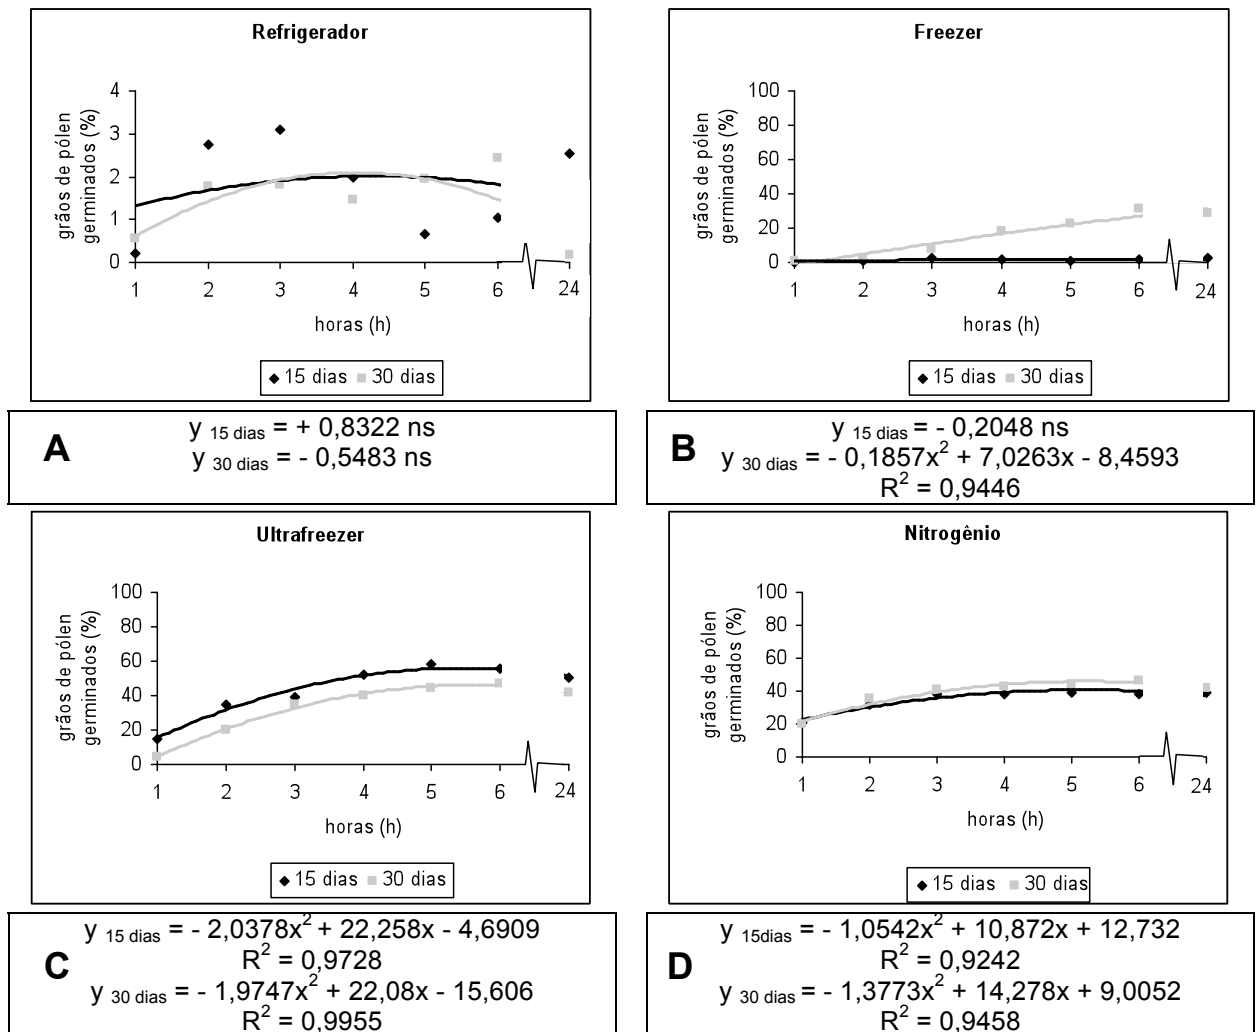 Refrigerador
grãos de pólen
germinados (%)
4
3
2
1
0
1 2 3 4 5 6 24
horas (h)
15 dias 30 dias
A
y 15 dias = + 0,8322 ns
y 30 dias = - 0,5483 ns
Freezer
grãos de pólen
germinados (%)
100
80
60
40
20
0
1 2 3 4 5 6 24
horas (h)
15 dias 30 dias
B
y 15 dias = - 0,2048 ns
y 30 dias = - 0,1857x² + 7,0263x - 8,4593
R² = 0,9446
Ultrafreezer
grãos de pólen
germinados (%)
100
80
60
40
20
0
1 2 3 4 5 6 24
horas (h)
15 dias 30 dias
C
y 15 dias = - 2,0378x² + 22,258x - 4,6909
R² = 0,9728
y 30 dias = - 1,9747x² + 22,08x - 15,606
R² = 0,9955
Nitrogênio
grãos de pólen
germinados (%)
100
80
60
40
20
0
1 2 3 4 5 6 24
horas (h)
15 dias 30 dias
D
y 15dias = - 1,0542x² + 10,872x + 12,732
R² = 0,9242
y 30 dias = - 1,3773x² + 14,278x + 9,0052
R² = 0,9458